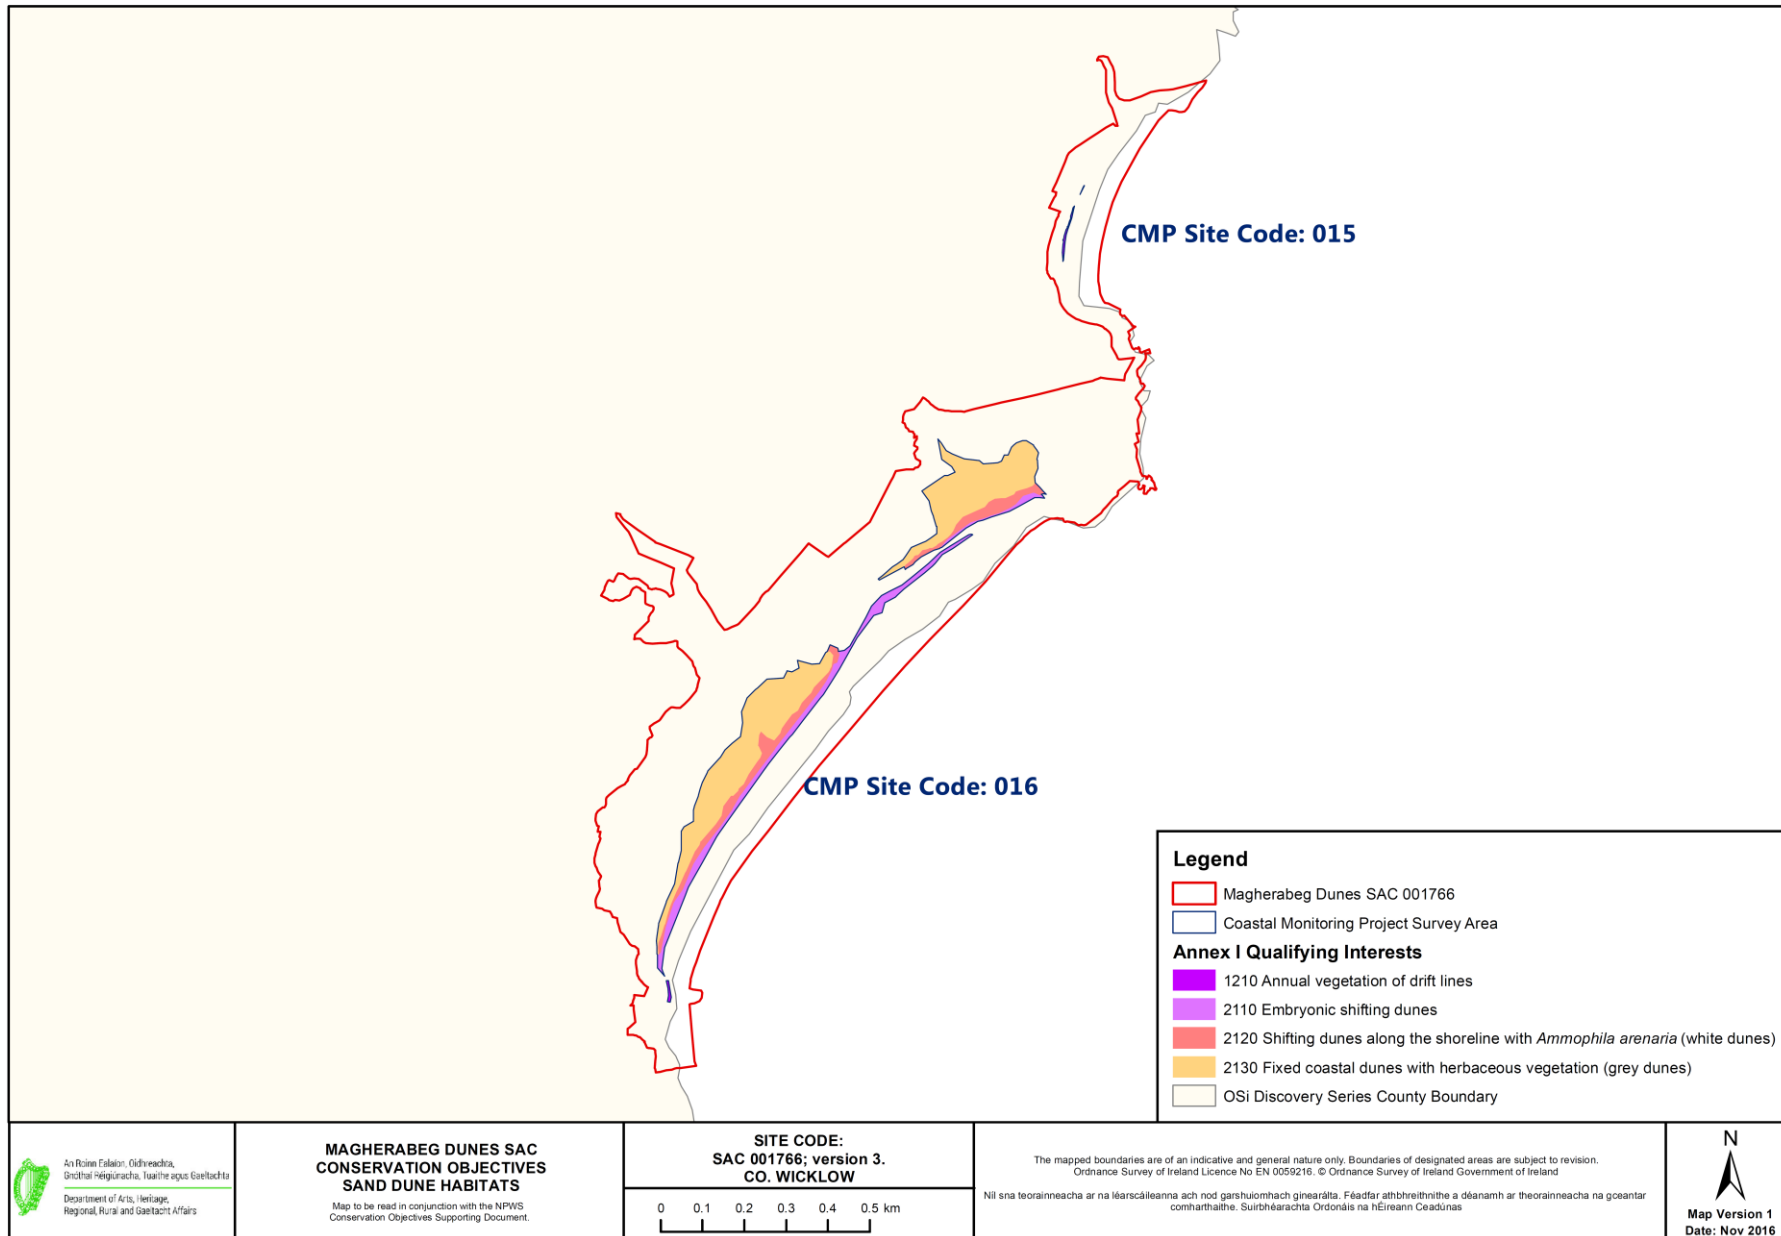 CMP Site Code: 015
CMP Site Code: 016
Legend
Magherabeg Dunes SAC 001766
Coastal Monitoring Project Survey Area
Annex I Qualifying Interests
1210 Annual vegetation of drift lines
2110 Embryonic shifting dunes
2120 Shifting dunes along the shoreline with Ammophila arenaria (white dunes)
2130 Fixed coastal dunes with herbaceous vegetation (grey dunes)
OSi Discovery Series County Boundary
An Roinn Ealaíon, Oidhreachta,
Gnóthaí Réigiúnacha, Tuaithe agus Gaeltachta
Department of Arts, Heritage,
Regional, Rural and Gaeltacht Affairs
MAGHERABEG DUNES SAC
CONSERVATION OBJECTIVES
SAND DUNE HABITATS
Map to be read in conjunction with the NPWS
Conservation Objectives Supporting Document.
SITE CODE:
SAC 001766; version 3.
CO. WICKLOW
0 0.1 0.2 0.3 0.4 0.5 km
The mapped boundaries are of an indicative and general nature only. Boundaries of designated areas are subject to revision.
Ordnance Survey of Ireland Licence No EN 0059216. © Ordnance Survey of Ireland Government of Ireland
Níl sna teorainneacha ar na léarscáileanna ach nod garshuiomhach ginearálta. Féadfar athbhreithnithe a déanamh ar theorainneacha na gceantar
comharthaithe. Suirbhéarachta Ordonáis na hÉireann Ceadúnas
N
Map Version 1
Date: Nov 2016